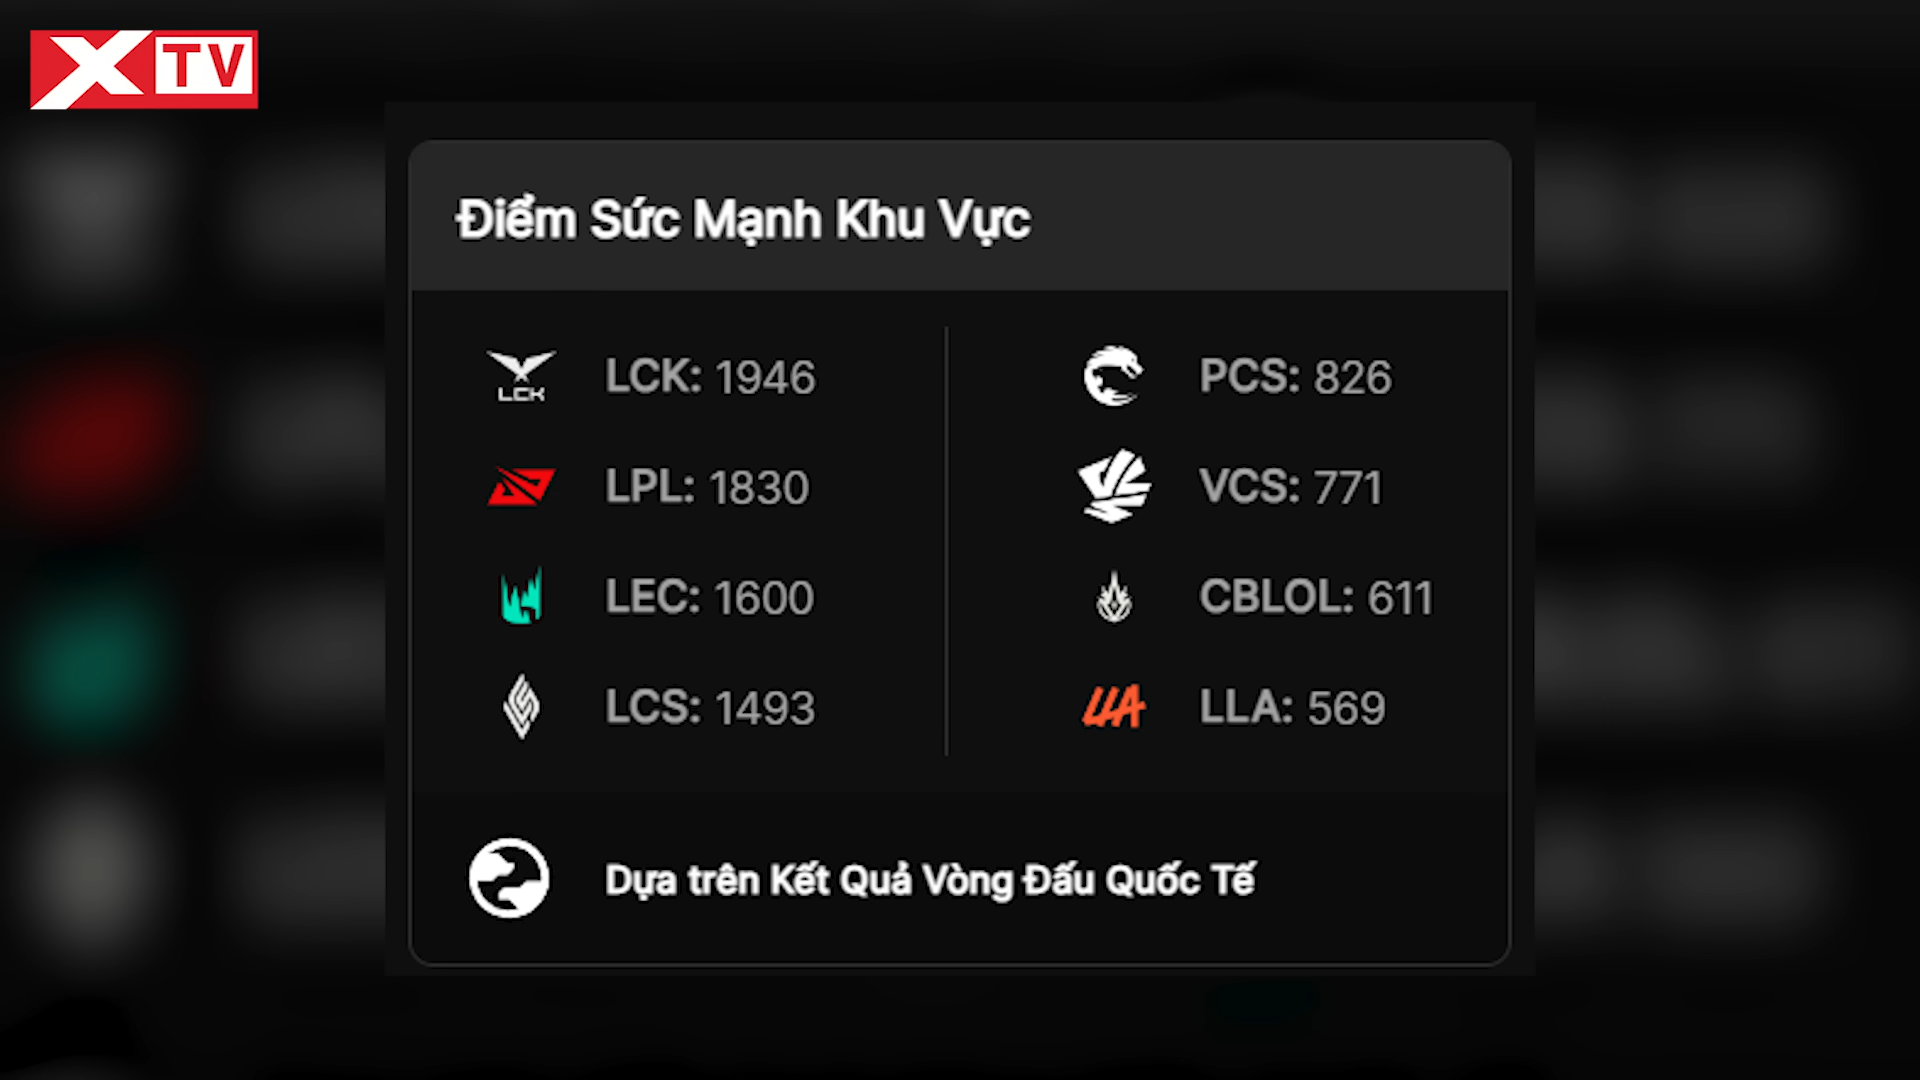 XTV
Điểm Sức Mạnh Khu Vực
LCK
LCK: 1946
LPL: 1830
LEC: 1600
LCS: 1493
PCS: 826
VCS: 771
CBLOL: 611
LLA
LLA: 569
Dựa trên Kết Quả Vòng Đấu Quốc Tế